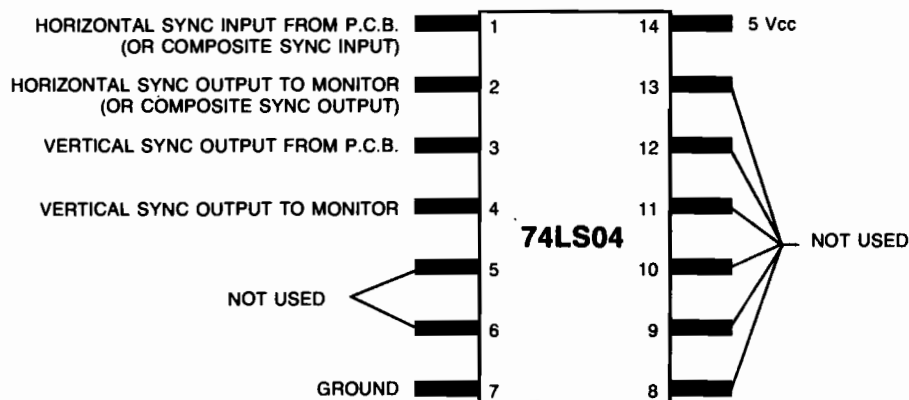 HORIZONTAL SYNC INPUT FROM P.C.B.
(OR COMPOSITE SYNC INPUT)
1
14
5 Vcc
HORIZONTAL SYNC OUTPUT TO MONITOR
(OR COMPOSITE SYNC OUTPUT)
2
13
VERTICAL SYNC OUTPUT FROM P.C.B.
3
12
VERTICAL SYNC OUTPUT TO MONITOR
4
11
74LS04
NOT USED
5
10
NOT USED
6
9
GROUND
7
8